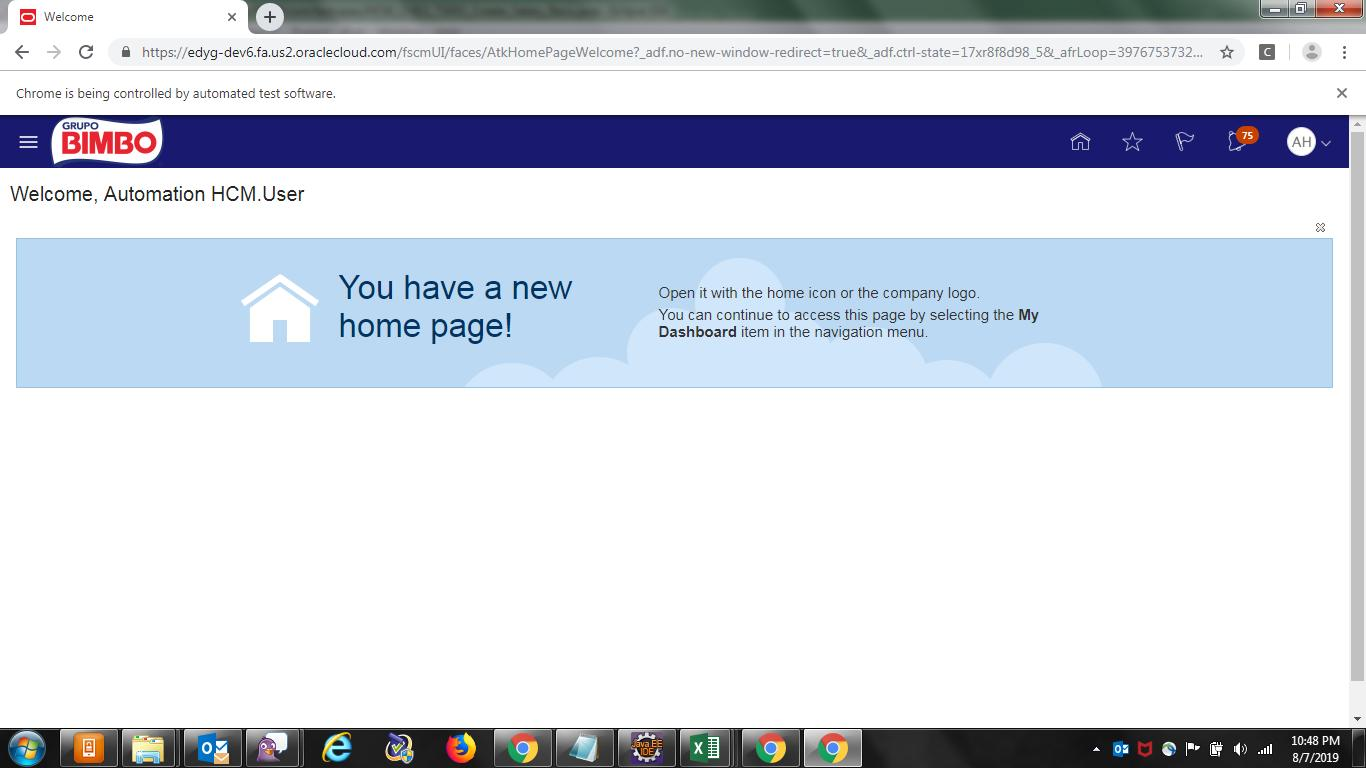 Welcome
https://edyg-dev6.fa.us2.oraclecloud.com/fscmUI/faces/AtkHomePageWelcome?_adf.no-new-window-redirect=true&_adf.ctrl-state=17xr8f8d98_5&_afrLoop=3976753732...
C
Chrome is being controlled by automated test software.
GRUPO
BIMBO
75
AH
Welcome, Automation HCM.User
You have a new
home page!
Open it with the home icon or the company logo.
You can continue to access this page by selecting the My
Dashboard item in the navigation menu.
Java EE
IDE
10:48 PM
8/7/2019